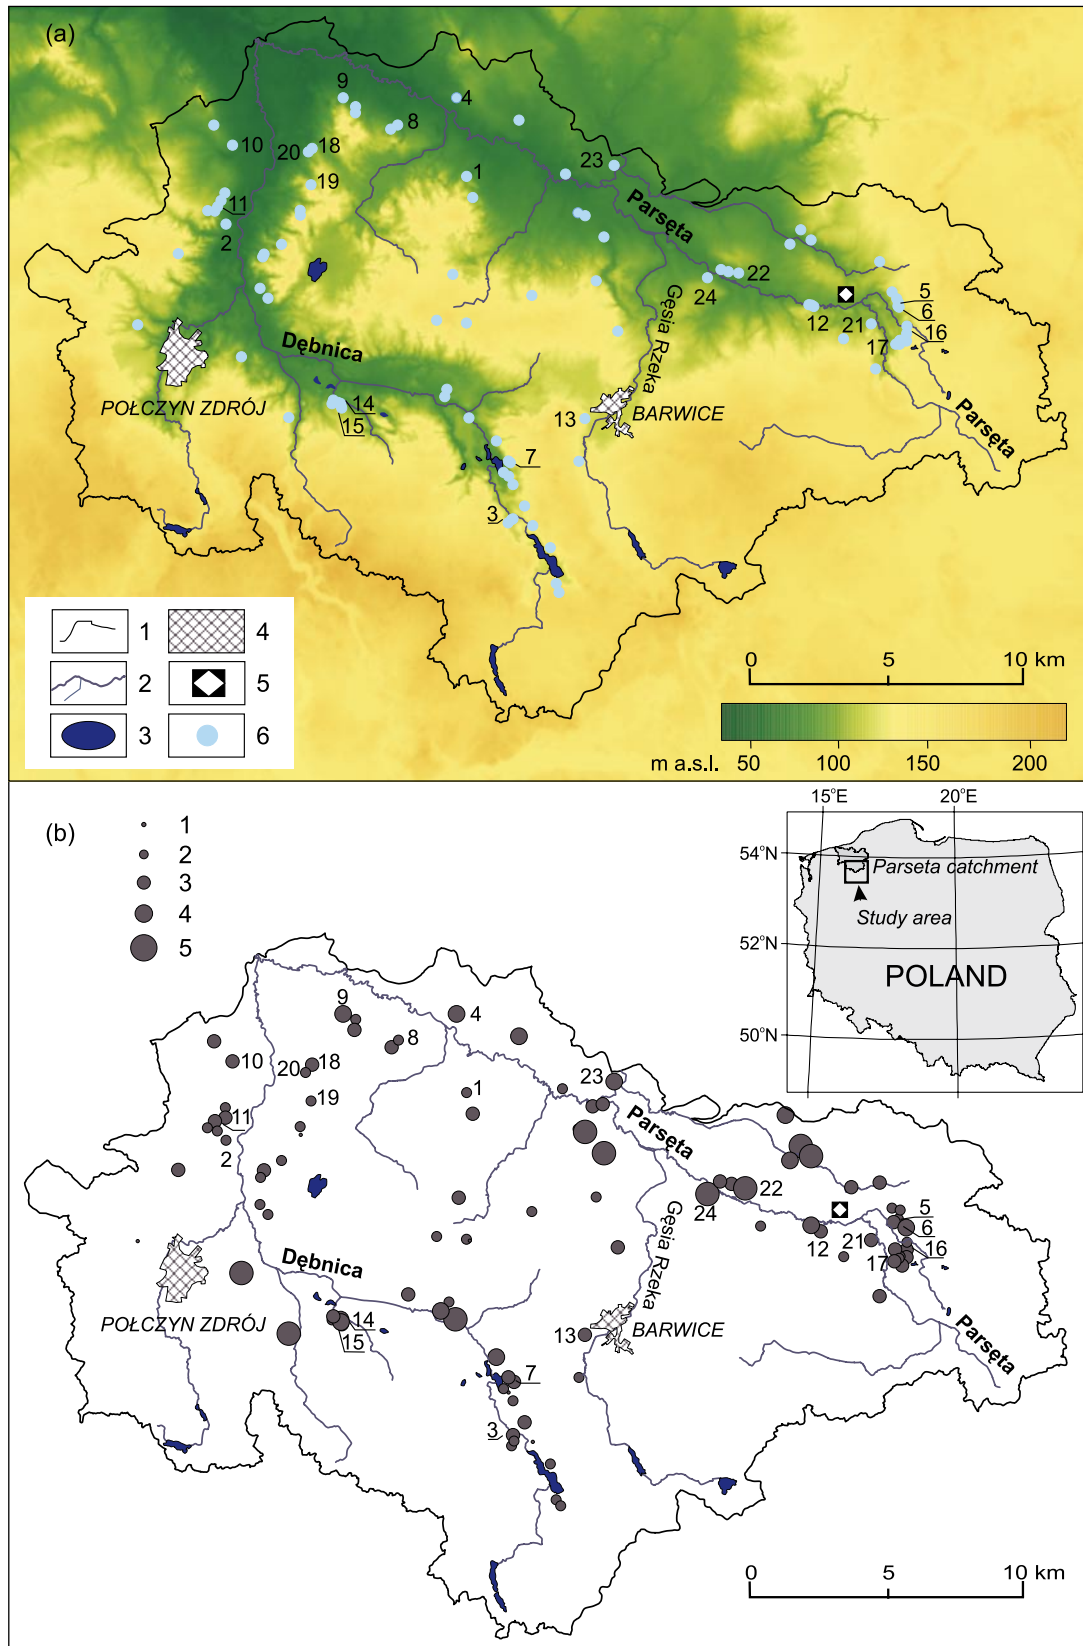 (a)
9
4
8
10
18
20
23
1
19
11
Parsęta
2
22
24
5
Gęsia Rzeka
6
12
21
16
17
Dębnica
POŁCZYN ZDRÓJ
14
BARWICE
13
Parsęta
15
7
3
1
4
2
5
3
6
0 5 10 km
m a.s.l. 50 100 150 200
(b)
1
2
3
4
5
15°E 20°E
54°N
Parseta catchment
Study area
52°N
POLAND
50°N
9
4
8
10
18
20
23
1
19
11
Parsęta
2
22
24
5
Gęsia Rzeka
6
12
21
16
17
Dębnica
POŁCZYN ZDRÓJ
14
BARWICE
13
15
Parsęta
7
3
0 5 10 km